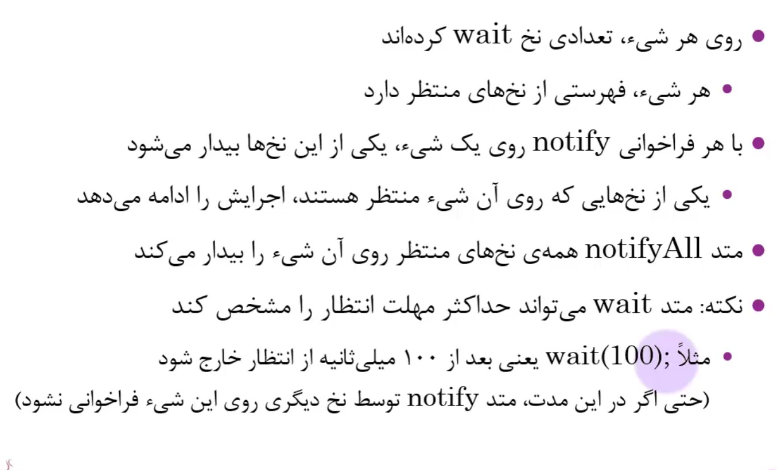 روی هر شیء، تعدادی نخ wait کرده‌اند
هر شیء، فهرستی از نخ‌های منتظر دارد
با هر فراخوانی notify روی یک شیء، یکی از این نخ‌ها بیدار می‌شود
یکی از نخ‌هایی که روی آن شیء منتظر هستند، اجرایش را ادامه می‌دهد
متد notifyAll همه‌ی نخ‌های منتظر روی آن شیء را بیدار می‌کند
نکته: متد wait می‌تواند حداکثر مهلت انتظار را مشخص کند
مثلاً wait(100); یعنی بعد از ۱۰۰ میلی‌ثانیه از انتظار خارج شود
(حتی اگر در این مدت، متد notify توسط نخ دیگری روی این شیء فراخوانی نشود)